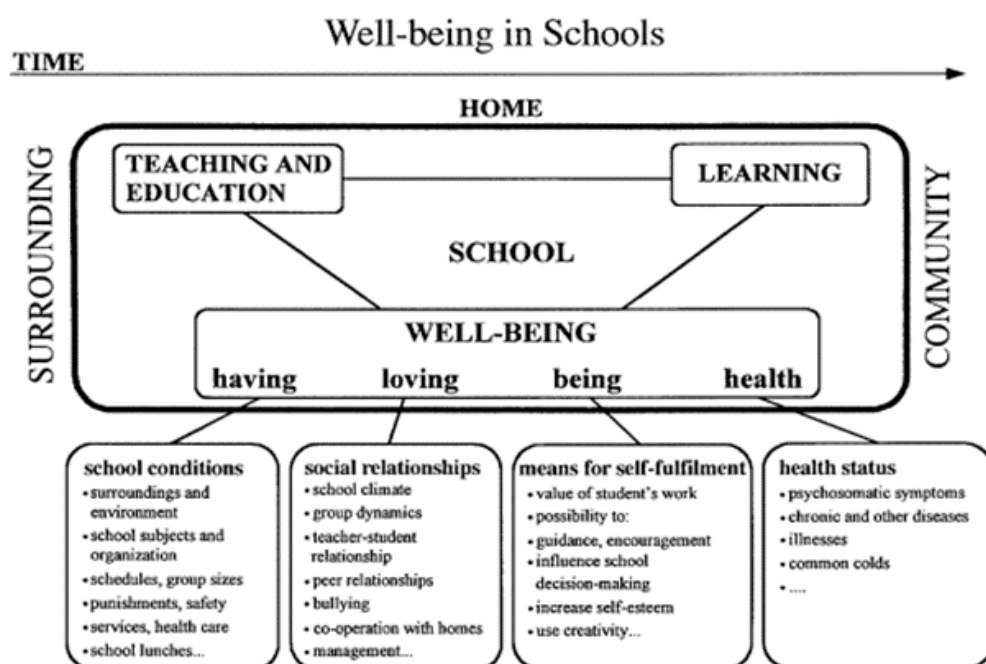 Well-being in Schools
TIME
HOME
SURROUNDING
TEACHING AND
EDUCATION
LEARNING
COMMUNITY
SCHOOL
WELL-BEING
having loving being health
school conditions
• surroundings and
environment
• school subjects and
organization
• schedules, group sizes
• punishments, safety
• services, health care
• school lunches...
social relationships
• school climate
• group dynamics
• teacher-student
relationship
• peer relationships
• bullying
• co-operation with homes
• management...
means for self-fulfilment
• value of student's work
• possibility to:
• guidance, encouragement
• influence school
decision-making
• increase self-esteem
• use creativity...
health status
• psychosomatic symptoms
• chronic and other diseases
• illnesses
• common colds
• ....